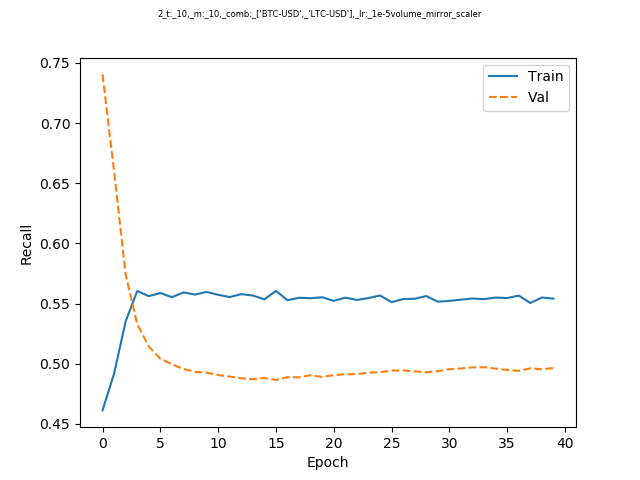 2_t:_10,_m:_10,_comb:_['BTC-USD',_'LTC-USD'],_lr:_1e-5volume_mirror_scaler
0.75
Train
Val
0.70
0.65
0.60
0.55
0.50
0.45
Recall
0 5 10 15 20 25 30 35 40
Epoch